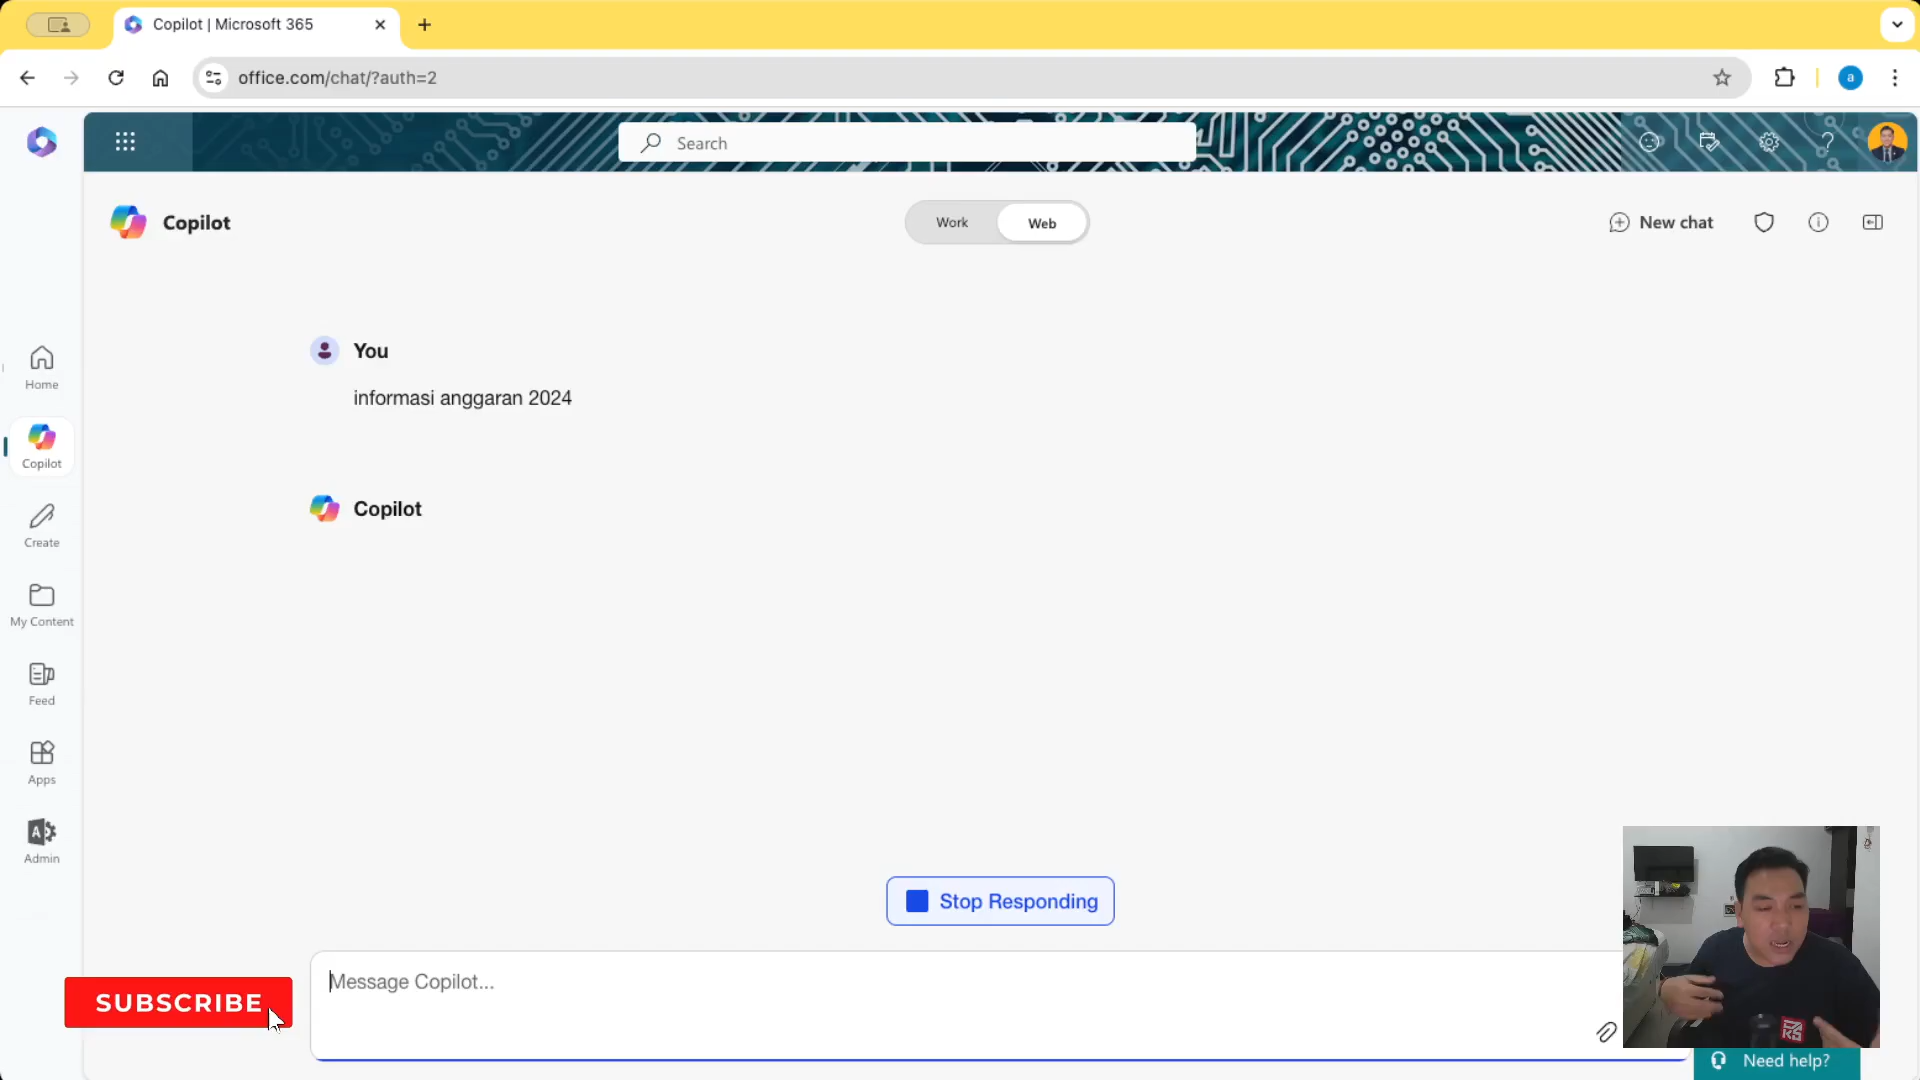 Copilot | Microsoft 365
office.com/chat/?auth=2
a
Search
Copilot
Work
Web
New chat
Home
Copilot
Create
My Content
Feed
Apps
Admin
You
informasi anggaran 2024
Copilot
Stop Responding
Message Copilot...
SUBSCRIBE
Need help?